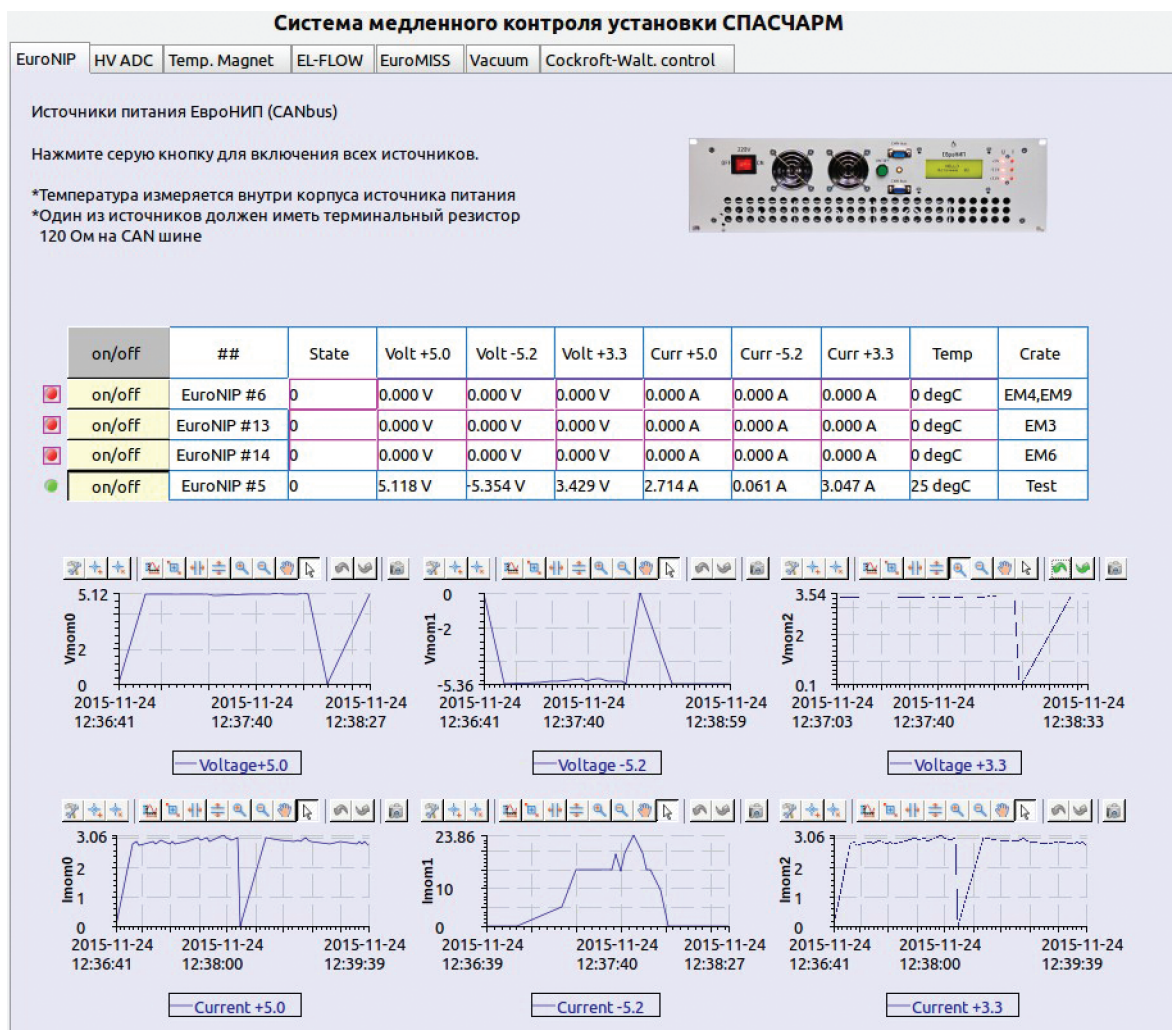 Система медленного контроля установки СПАСЧАРМ
EuroNIP HV ADC Temp. Magnet EL-FLOW EuroMISS Vacuum Cockroft-Walt. control
Источники питания ЕвроНИП (CANbus)
Нажмите серую кнопку для включения всех источников.
*Температура измеряется внутри корпуса источника питания
*Один из источников должен иметь терминальный резистор
120 Ом на CAN шине
220V
ЕвроНИП
on/off ## State Volt +5.0 Volt -5.2 Volt +3.3 Curr +5.0 Curr -5.2 Curr +3.3 Temp Crate
on/off EuroNIP #6 0 0.000 V 0.000 V 0.000 V 0.000 A 0.000 A 0.000 A 0 degC EM4,EM9
on/off EuroNIP #13 0 0.000 V 0.000 V 0.000 V 0.000 A 0.000 A 0.000 A 0 degC EM3
on/off EuroNIP #14 0 0.000 V 0.000 V 0.000 V 0.000 A 0.000 A 0.000 A 0 degC EM6
on/off EuroNIP #5 0 5.118 V -5.354 V 3.429 V 2.714 A 0.061 A 3.047 A 25 degC Test
Vmom0
5.12
2
0
2015-11-24 2015-11-24 2015-11-24
12:36:41 12:37:40 12:38:27
Voltage+5.0
Vmom1
0
-2
-5.36
2015-11-24 2015-11-24 2015-11-24
12:36:41 12:37:40 12:38:59
Voltage -5.2
Vmom2
3.54
2
0.1
2015-11-24 2015-11-24 2015-11-24
12:37:03 12:37:40 12:38:33
Voltage +3.3
Imom0
3.06
2
1
0
2015-11-24 2015-11-24 2015-11-24
12:36:41 12:38:00 12:39:39
Current +5.0
Imom1
23.86
10
0
2015-11-24 2015-11-24 2015-11-24
12:36:39 12:37:40 12:38:27
Current -5.2
Imom2
3.06
2
1
0
2015-11-24 2015-11-24 2015-11-24
12:36:41 12:38:00 12:39:39
Current +3.3